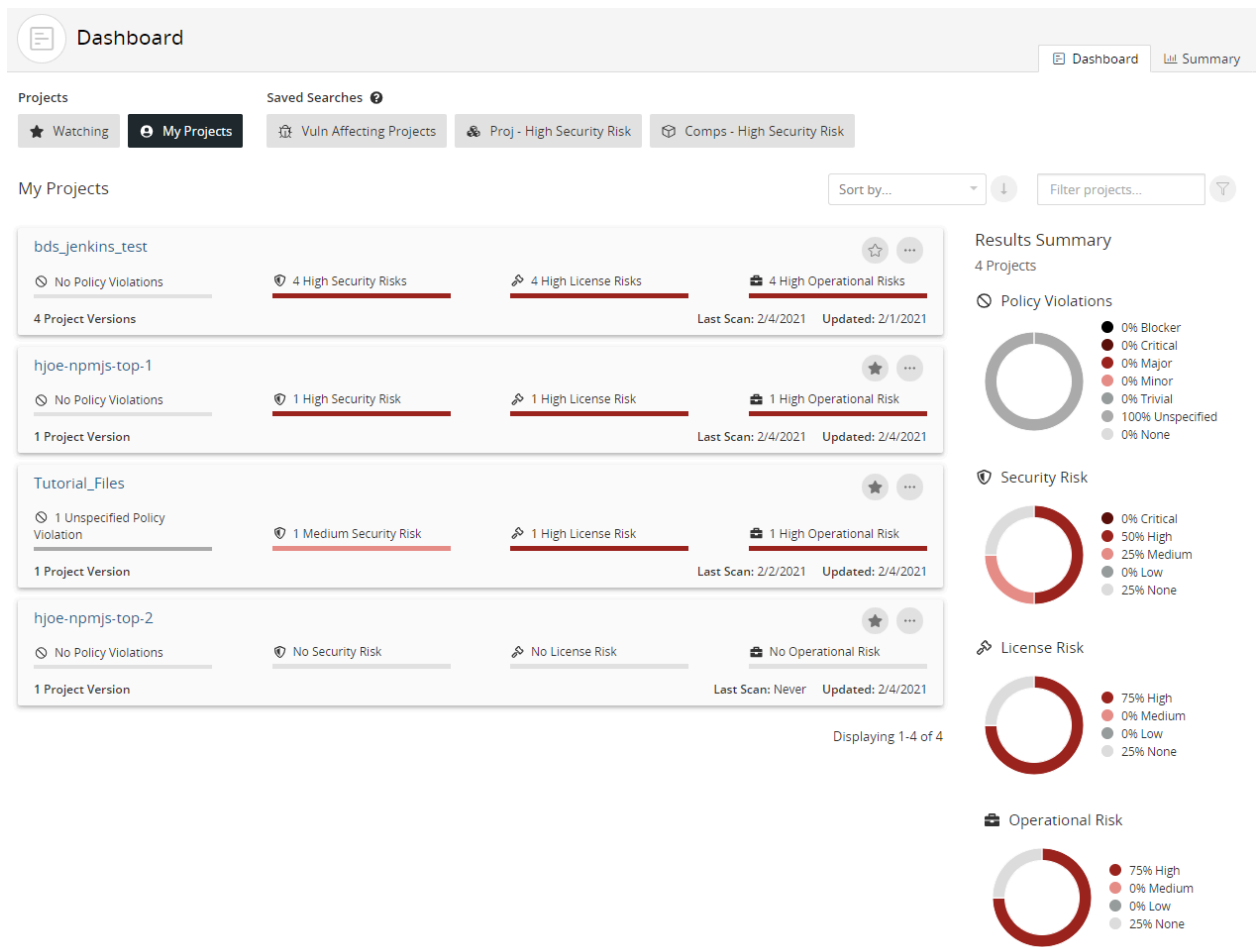 Dashboard
Dashboard
Summary
Projects
Saved Searches
Watching
My Projects
Vuln Affecting Projects
Proj - High Security Risk
Comps - High Security Risk
My Projects
Sort by...
Filter projects...
bds_jenkins_test
No Policy Violations
4 High Security Risks
4 High License Risks
4 High Operational Risks
4 Project Versions
Last Scan: 2/4/2021 Updated: 2/1/2021
hjoe-npmjs-top-1
No Policy Violations
1 High Security Risk
1 High License Risk
1 High Operational Risk
1 Project Version
Last Scan: 2/4/2021 Updated: 2/4/2021
Tutorial_Files
1 Unspecified Policy
Violation
1 Medium Security Risk
1 High License Risk
1 High Operational Risk
1 Project Version
Last Scan: 2/2/2021 Updated: 2/4/2021
hjoe-npmjs-top-2
No Policy Violations
No Security Risk
No License Risk
No Operational Risk
1 Project Version
Last Scan: Never Updated: 2/4/2021
Displaying 1-4 of 4
Results Summary
4 Projects
Policy Violations
0% Blocker
0% Critical
0% Major
0% Minor
0% Trivial
100% Unspecified
0% None
Security Risk
0% Critical
50% High
25% Medium
0% Low
25% None
License Risk
75% High
0% Medium
0% Low
25% None
Operational Risk
75% High
0% Medium
0% Low
25% None